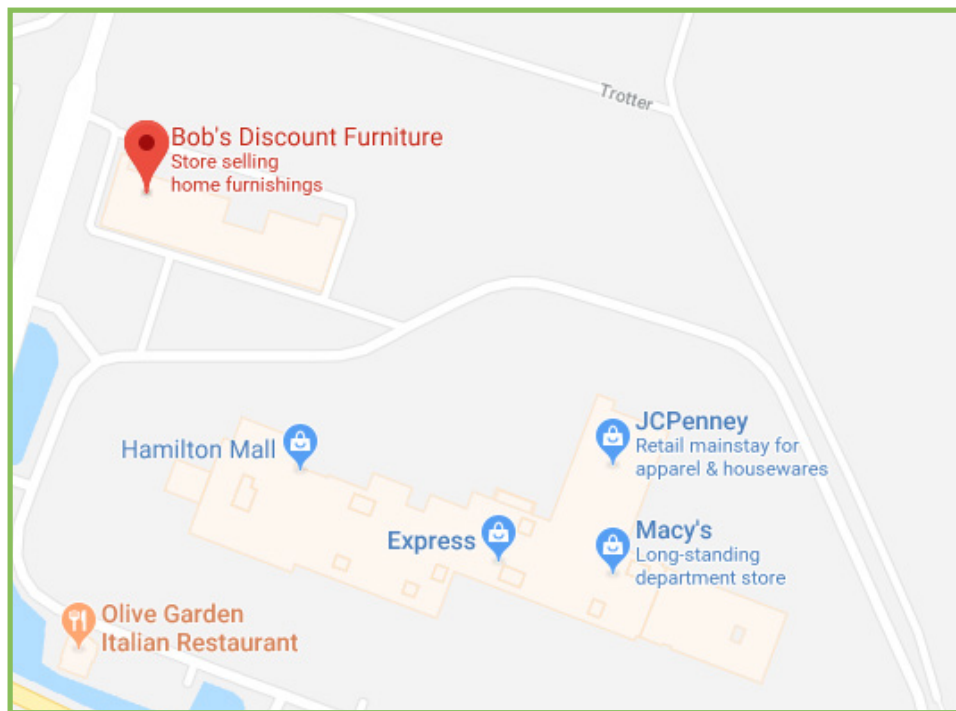 Trotter
Bob's Discount Furniture
Store selling
home furnishings
Hamilton Mall
JCPenney
Retail mainstay for
apparel & housewares
Express
Macy's
Long-standing
department store
Olive Garden
Italian Restaurant